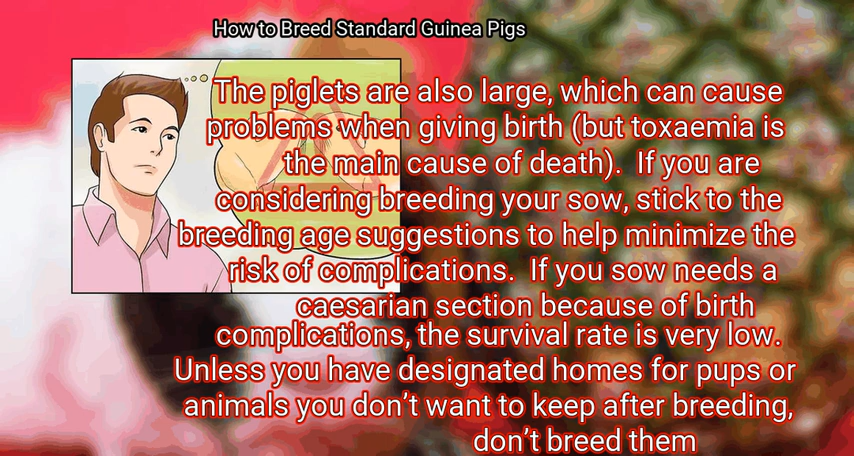 How to Breed Standard Guinea Pigs
The piglets are also large, which can cause
problems when giving birth (but toxaemia is
the main cause of death).  If you are
considering breeding your sow, stick to the
breeding age suggestions to help minimize the
risk of complications.  If you sow needs a
caesarian section because of birth
complications, the survival rate is very low.
Unless you have designated homes for pups or
animals you don’t want to keep after breeding,
don’t breed them